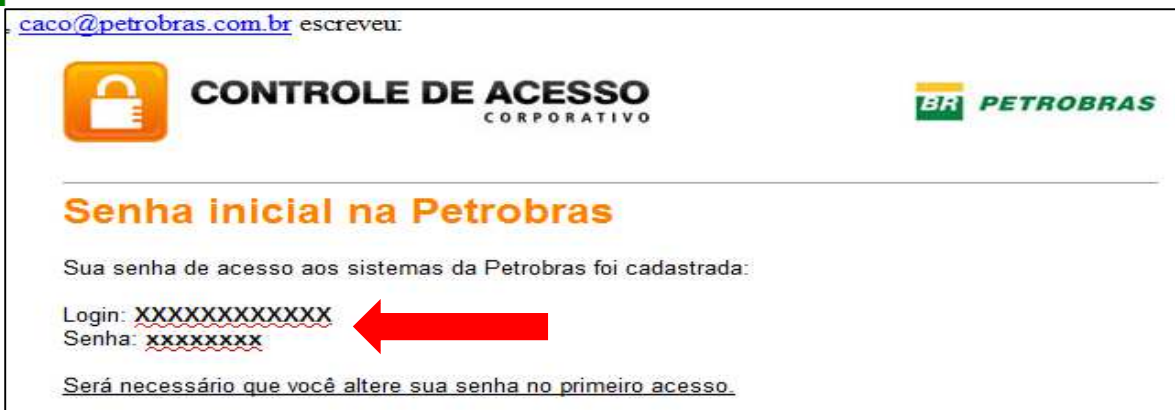 , caco@petrobras.com.br escreveu:
CONTROLE DE ACESSO
CORPORATIVO
BR PETROBRAS
Senha inicial na Petrobras
Sua senha de acesso aos sistemas da Petrobras foi cadastrada:
Login: XXXXXXXXXXXX
Senha: xxxxxxxx
Será necessário que você altere sua senha no primeiro acesso.